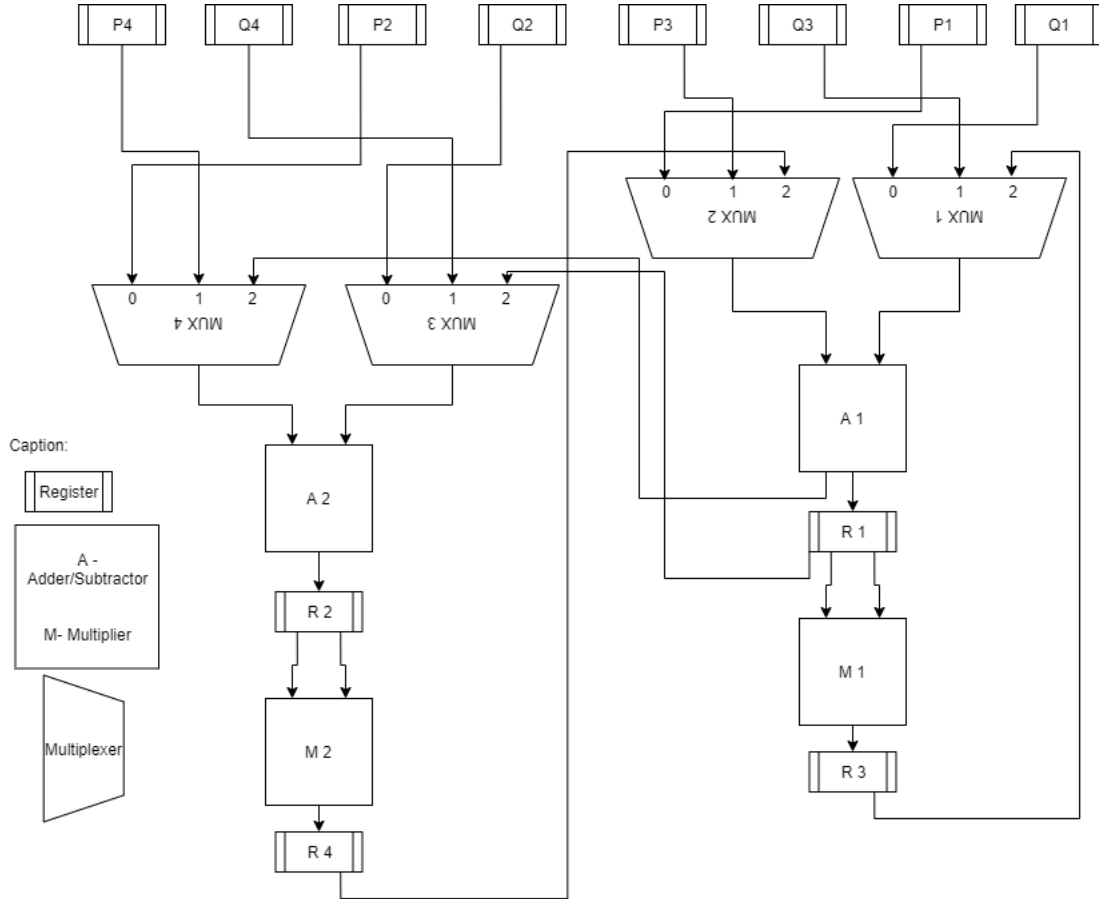 P4
Q4
P2
Q2
P3
Q3
P1
Q1
0
1
2
MUX 2
0
1
2
MUX 1
0
1
2
MUX 4
0
1
2
MUX 3
A 1
A 2
R 1
R 2
M 1
M 2
R 3
R 4
Caption:
Register
A -
Adder/Subtractor
M- Multiplier
Multiplexer